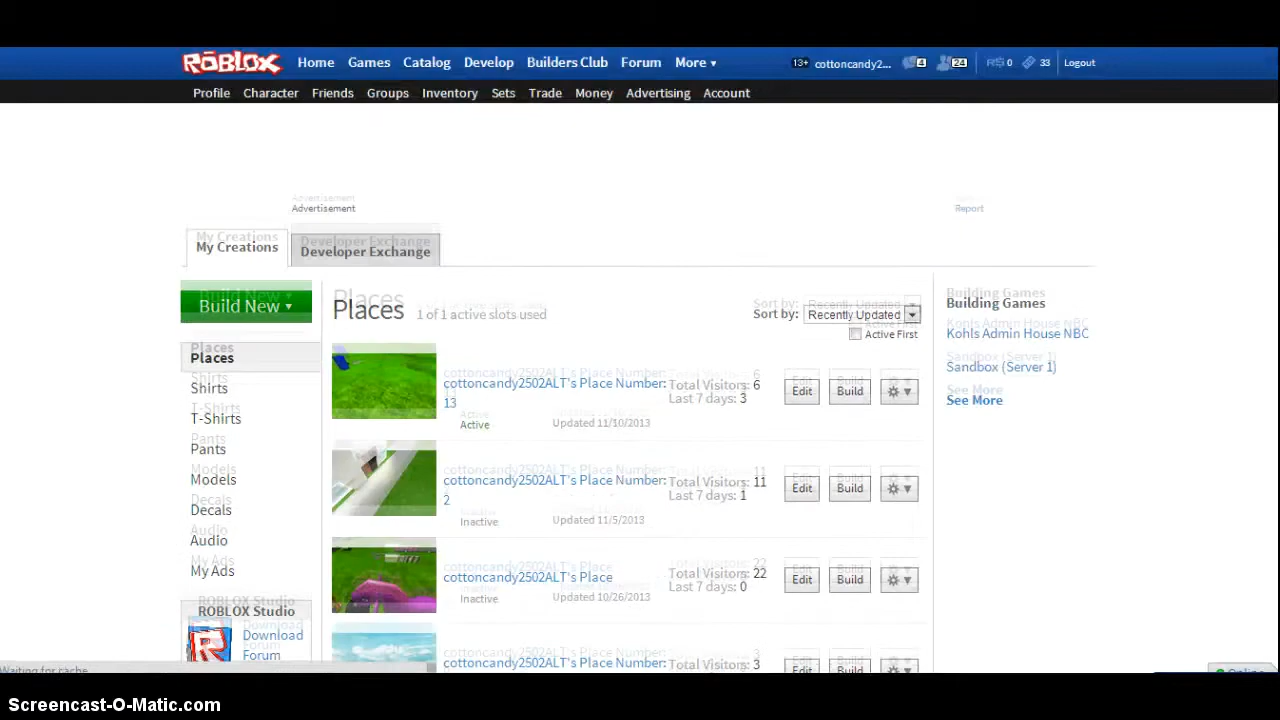 ROBLOX Home Games Catalog Develop Builders Club Forum More 13+ cottoncandy2... 4 24 R$ 0 33 Logout
Profile Character Friends Groups Inventory Sets Trade Money Advertising Account
Advertisement Report
My Creations Developer Exchange
Build New
Places 1 of 1 active slots used Sort by: Recently Updated
Active First
Places
Shirts
T-Shirts
Pants
Models
Decals
Audio
My Ads
ROBLOX Studio
Download
Forum
cottoncandy2502ALT's Place Number: Total Visitors: 6 Edit Build
13 Last 7 days: 3
Active Updated 11/10/2013
cottoncandy2502ALT's Place Number: Total Visitors: 11 Edit Build
2 Last 7 days: 1
Inactive Updated 11/5/2013
cottoncandy2502ALT's Place Total Visitors: 22 Edit Build
Last 7 days: 0
Inactive Updated 10/26/2013
cottoncandy2502ALT's Place Number: Total Visitors: 3 Edit Build
Building Games
Kohls Admin House NBC
Sandbox (Server 1)
See More
Waiting for cache Online
Screencast-O-Matic.com